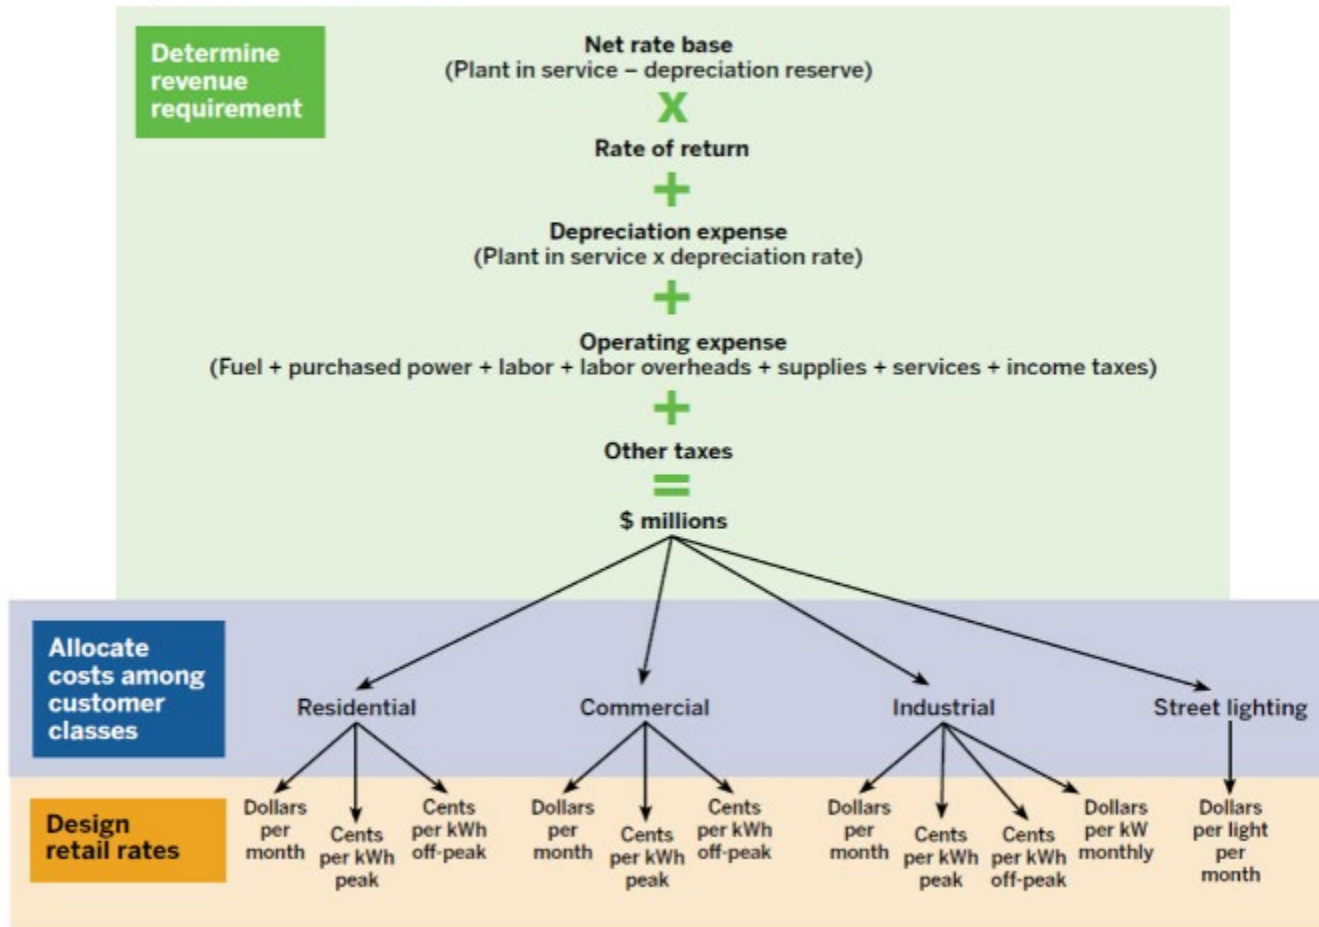 Determine
revenue
requirement
Net rate base
(Plant in service – depreciation reserve)
X
Rate of return
+
Depreciation expense
(Plant in service x depreciation rate)
+
Operating expense
(Fuel + purchased power + labor + labor overheads + supplies + services + income taxes)
+
Other taxes
=
$ millions
Allocate
costs among
customer
classes
Residential
Commercial
Industrial
Street lighting
Design
retail rates
Dollars
per
month
Cents
per kWh
peak
Cents
per kWh
off-peak
Dollars
per
month
Cents
per kWh
peak
Cents
per kWh
off-peak
Dollars
per
month
Cents
per kWh
peak
Cents
per kWh
off-peak
Dollars
per kW
monthly
Dollars
per light
per
month